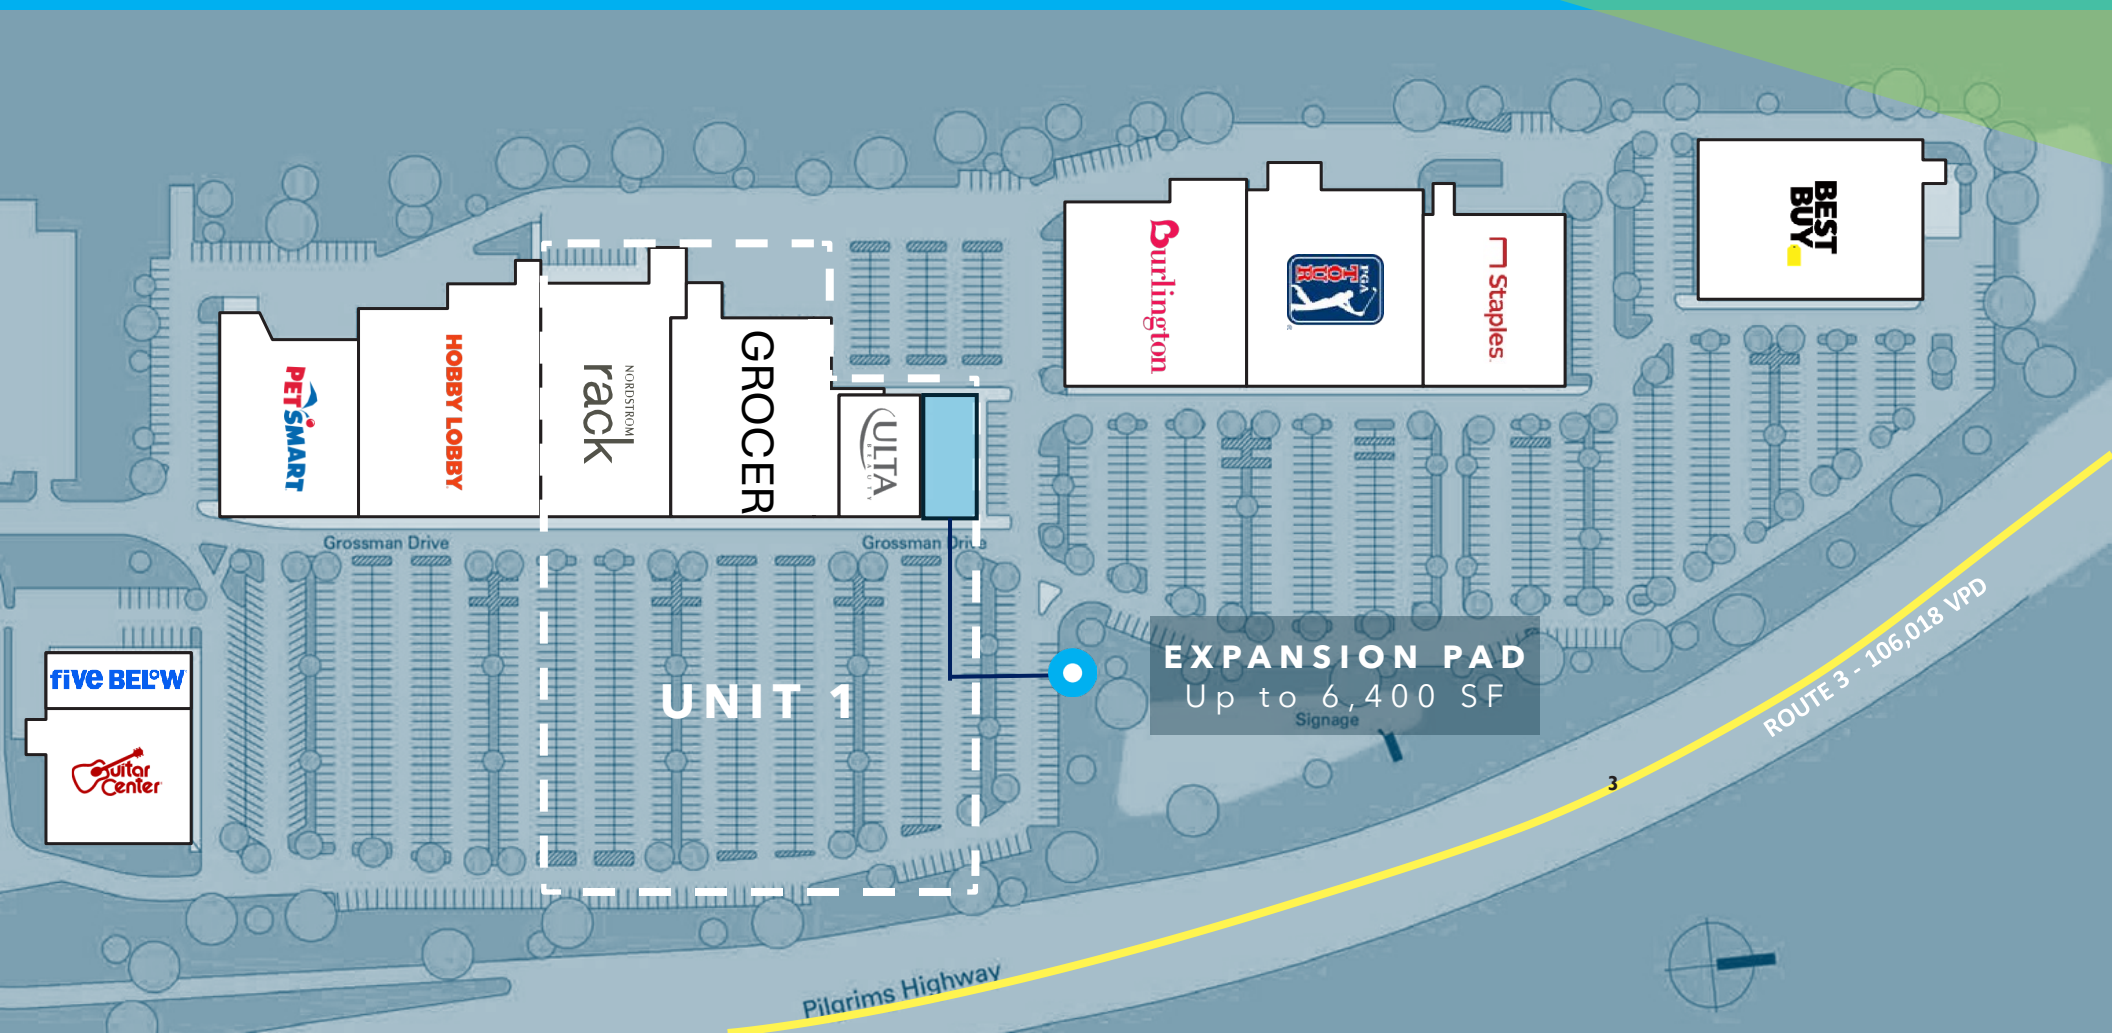 PETSMART
HOBBY LOBBY
NORDSTROM
rack
GROCER
ULTA
BEAUTY
Burlington
PGA
TOUR
Staples
BEST
BUY
Grossman Drive
Grossman Drive
five BELOW
Guitar
Center
UNIT 1
EXPANSION PAD
Up to 6,400 SF
Signage
ROUTE 3 - 106,018 VPD
3
Pilgrims Highway